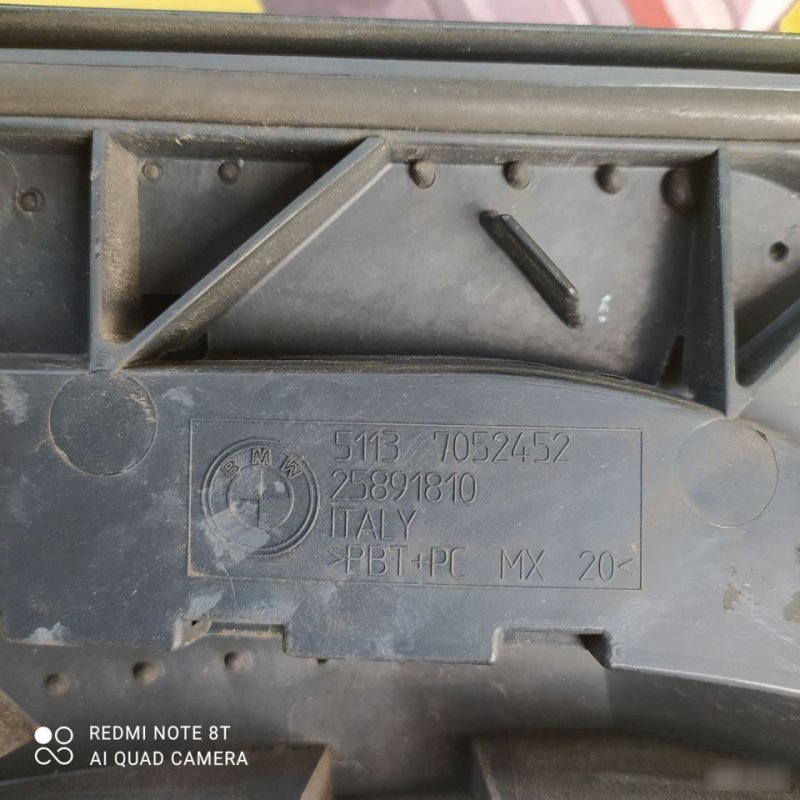 5113 7052452
BMW
25891810
ITALY
>PBT+PC MX 20<
REDMI NOTE 8T
AI QUAD CAMERA